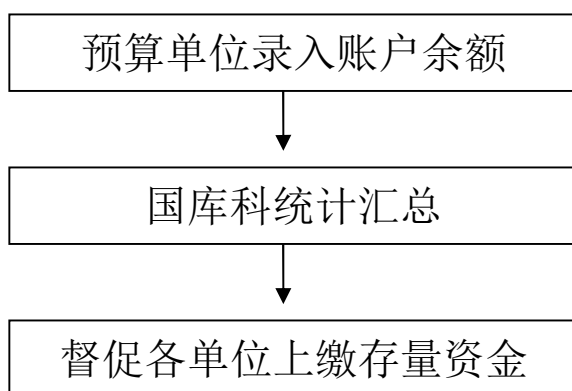 预算单位录入账户余额
国库科统计汇总
督促各单位上缴存量资金